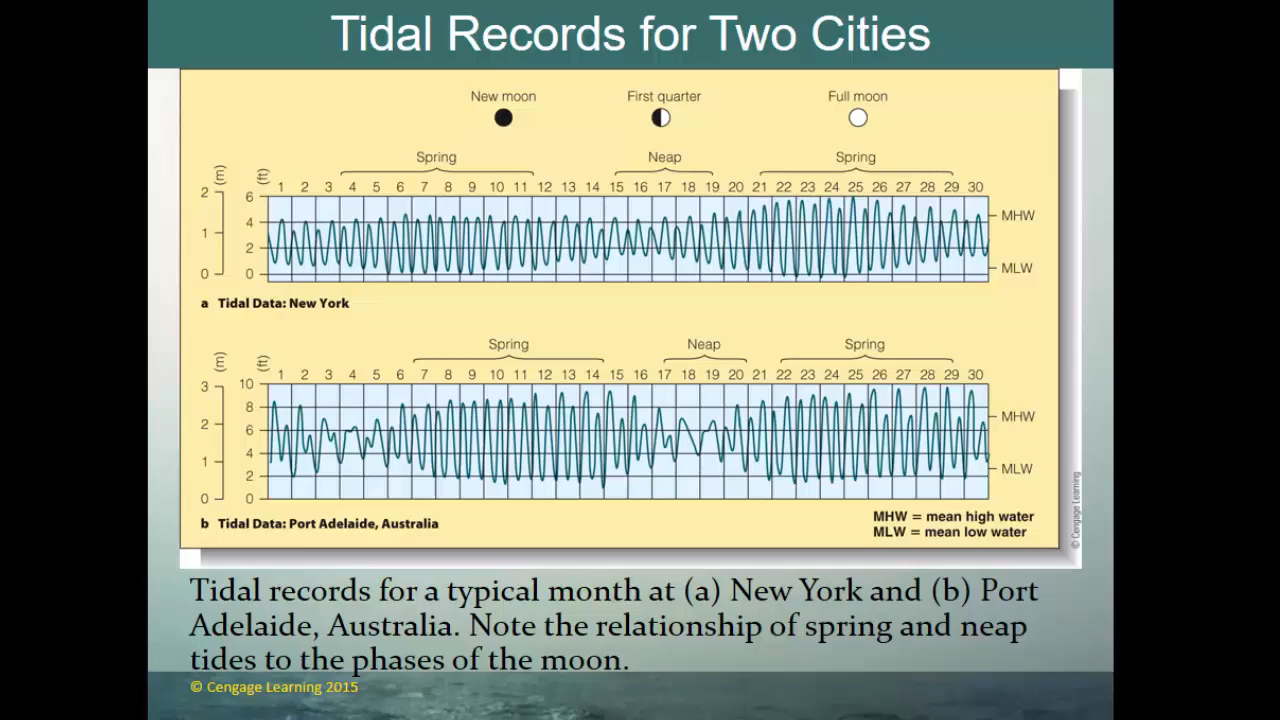 Tidal Records for Two Cities
New moon First quarter Full moon
Spring Neap Spring
(m) (ft) 1 2 3 4 5 6 7 8 9 10 11 12 13 14 15 16 17 18 19 20 21 22 23 24 25 26 27 28 29 30
2 6
4 MHW
1
2
0 0 MLW
a Tidal Data: New York
Spring Neap Spring
(m) (ft) 1 2 3 4 5 6 7 8 9 10 11 12 13 14 15 16 17 18 19 20 21 22 23 24 25 26 27 28 29 30
3 10
8 MHW
2 6
4
1 2 MLW
0 0
b Tidal Data: Port Adelaide, Australia
MHW = mean high water
MLW = mean low water
© Cengage Learning
Tidal records for a typical month at (a) New York and (b) Port
Adelaide, Australia. Note the relationship of spring and neap
tides to the phases of the moon.
© Cengage Learning 2015